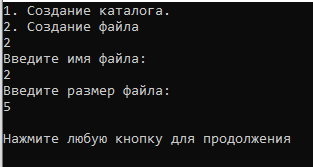 1. Создание каталога.
2. Создание файла
2
Введите имя файла:
2
Введите размер файла:
5
Нажмите любую кнопку для продолжения